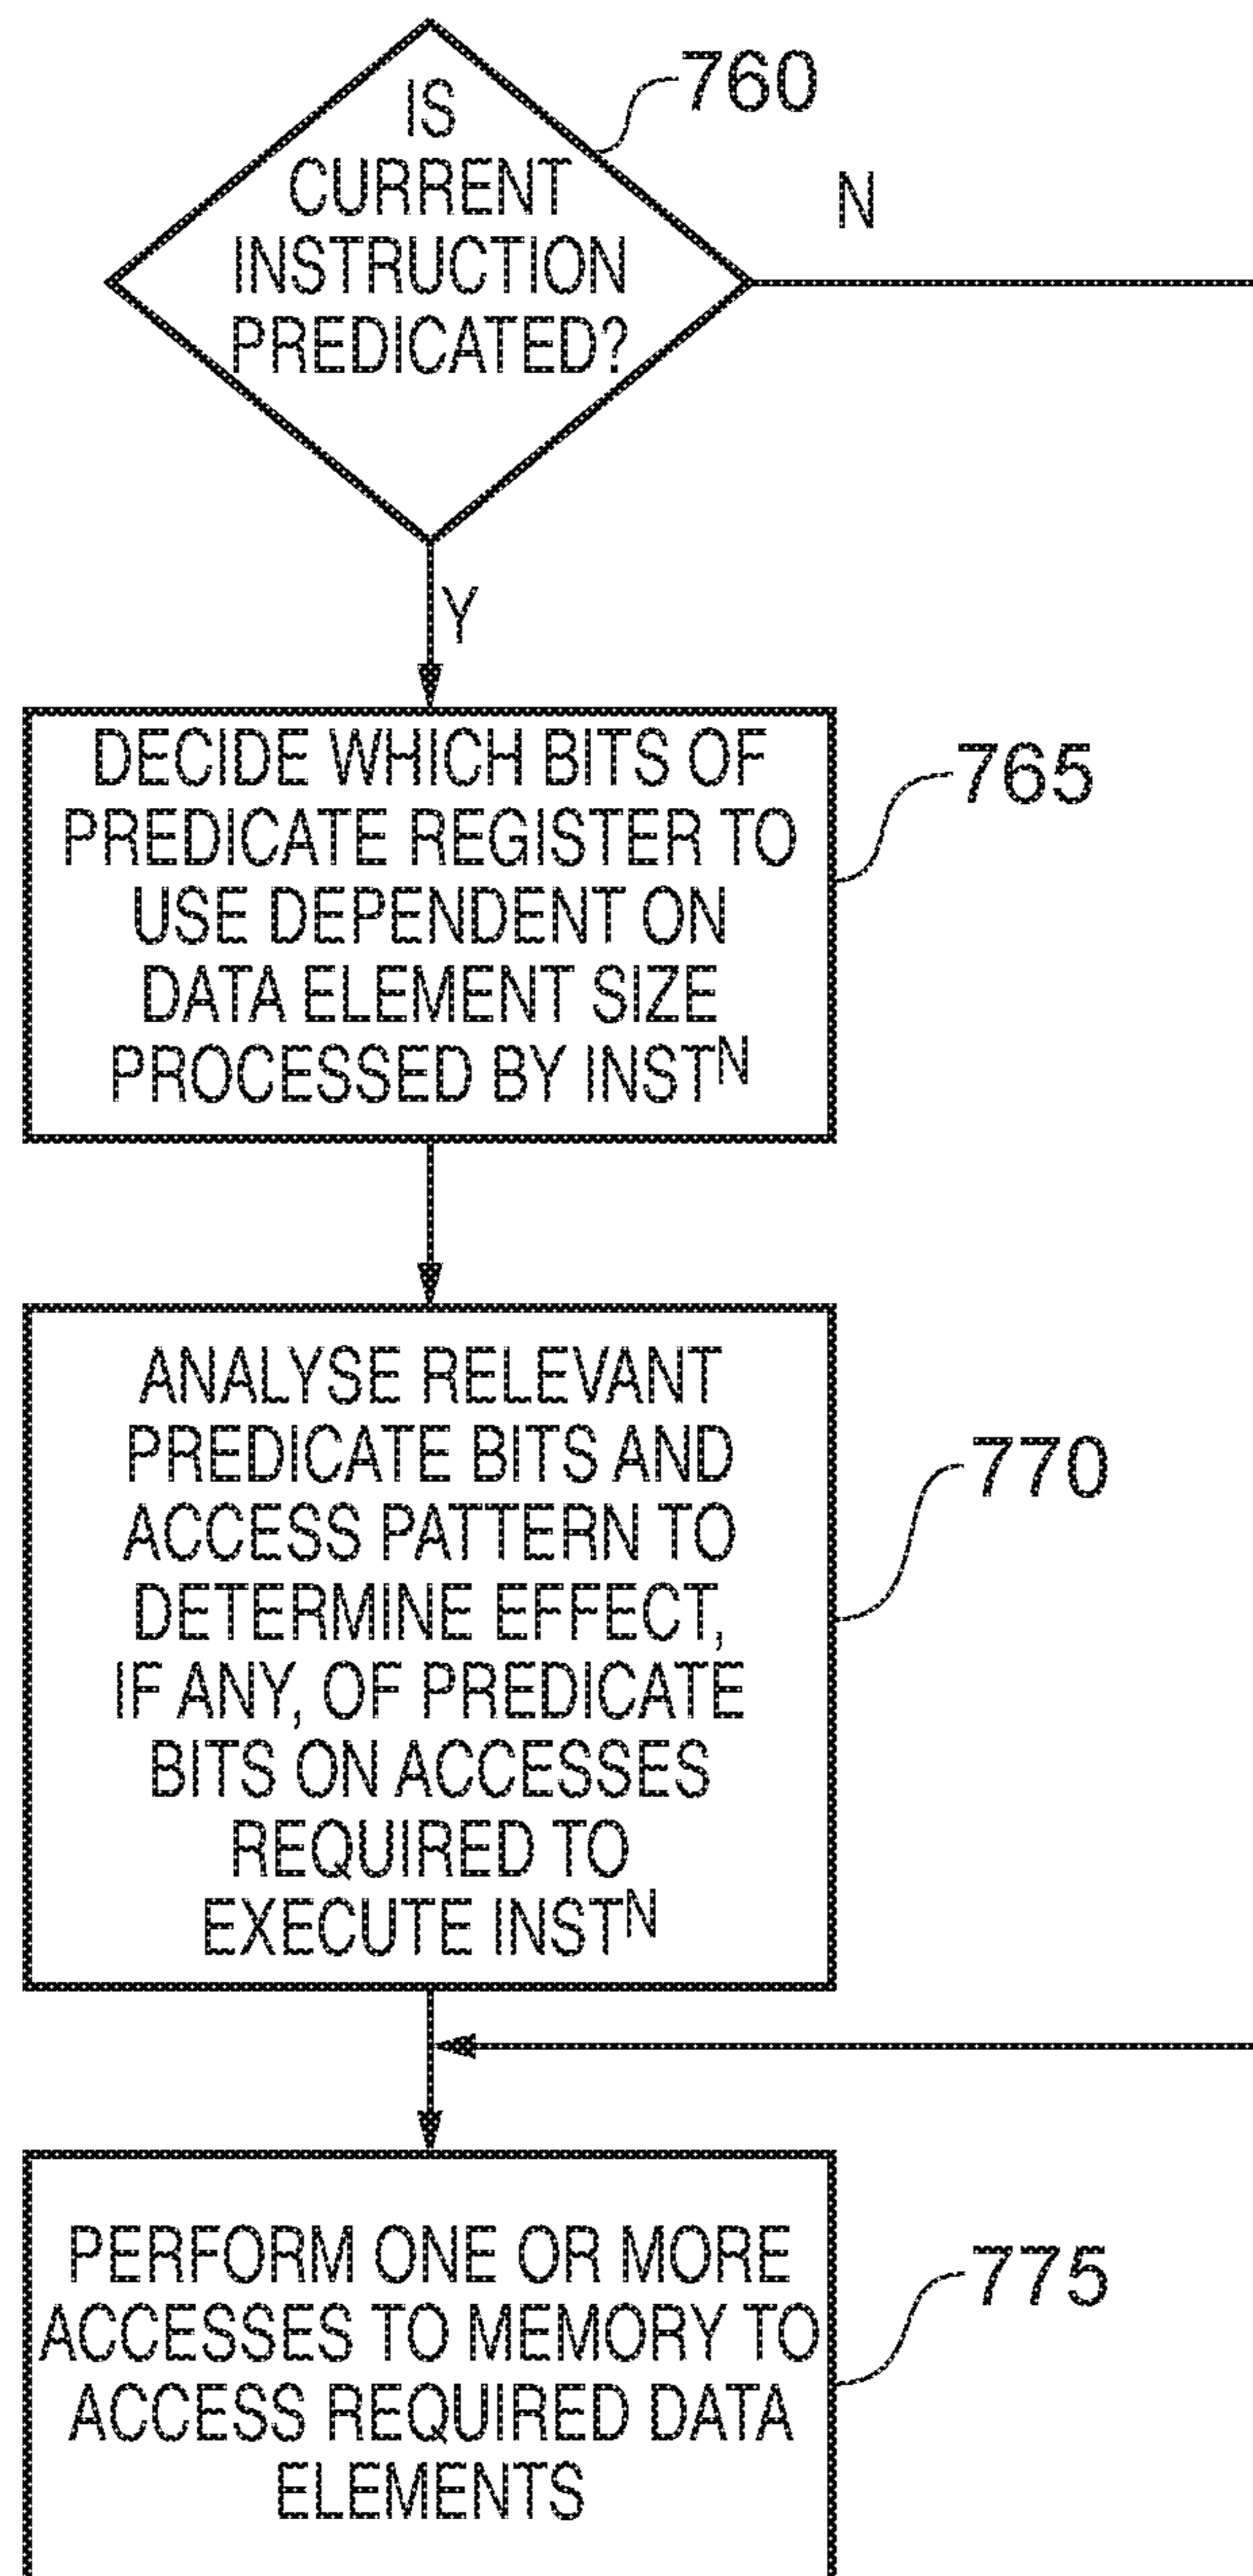 IS
CURRENT
INSTRUCTION
PREDICATED?
760
N
Y
DECIDE WHICH BITS OF
PREDICATE REGISTER TO
USE DEPENDENT ON
DATA ELEMENT SIZE
PROCESSED BY INSTᴺ
765
ANALYSE RELEVANT
PREDICATE BITS AND
ACCESS PATTERN TO
DETERMINE EFFECT,
IF ANY, OF PREDICATE
BITS ON ACCESSES
REQUIRED TO
EXECUTE INSTᴺ
770
PERFORM ONE OR MORE
ACCESSES TO MEMORY TO
ACCESS REQUIRED DATA
ELEMENTS
775